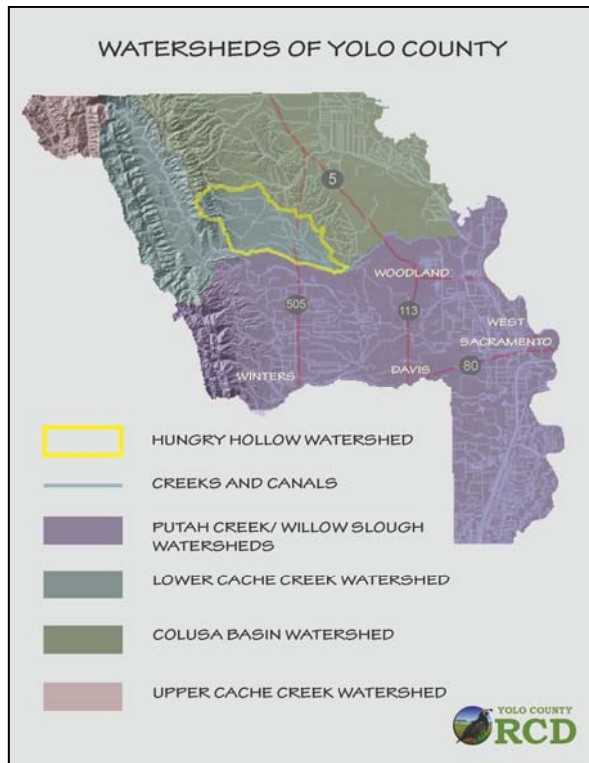 WATERSHEDS OF YOLO COUNTY
5
WOODLAND
505
113
WEST
SACRAMENTO
80
WINTERS
DAVIS
HUNGRY HOLLOW WATERSHED
CREEKS AND CANALS
PUTAH CREEK/ WILLOW SLOUGH
WATERSHEDS
LOWER CACHE CREEK WATERSHED
COLUSA BASIN WATERSHED
UPPER CACHE CREEK WATERSHED
YOLO COUNTY
RCD